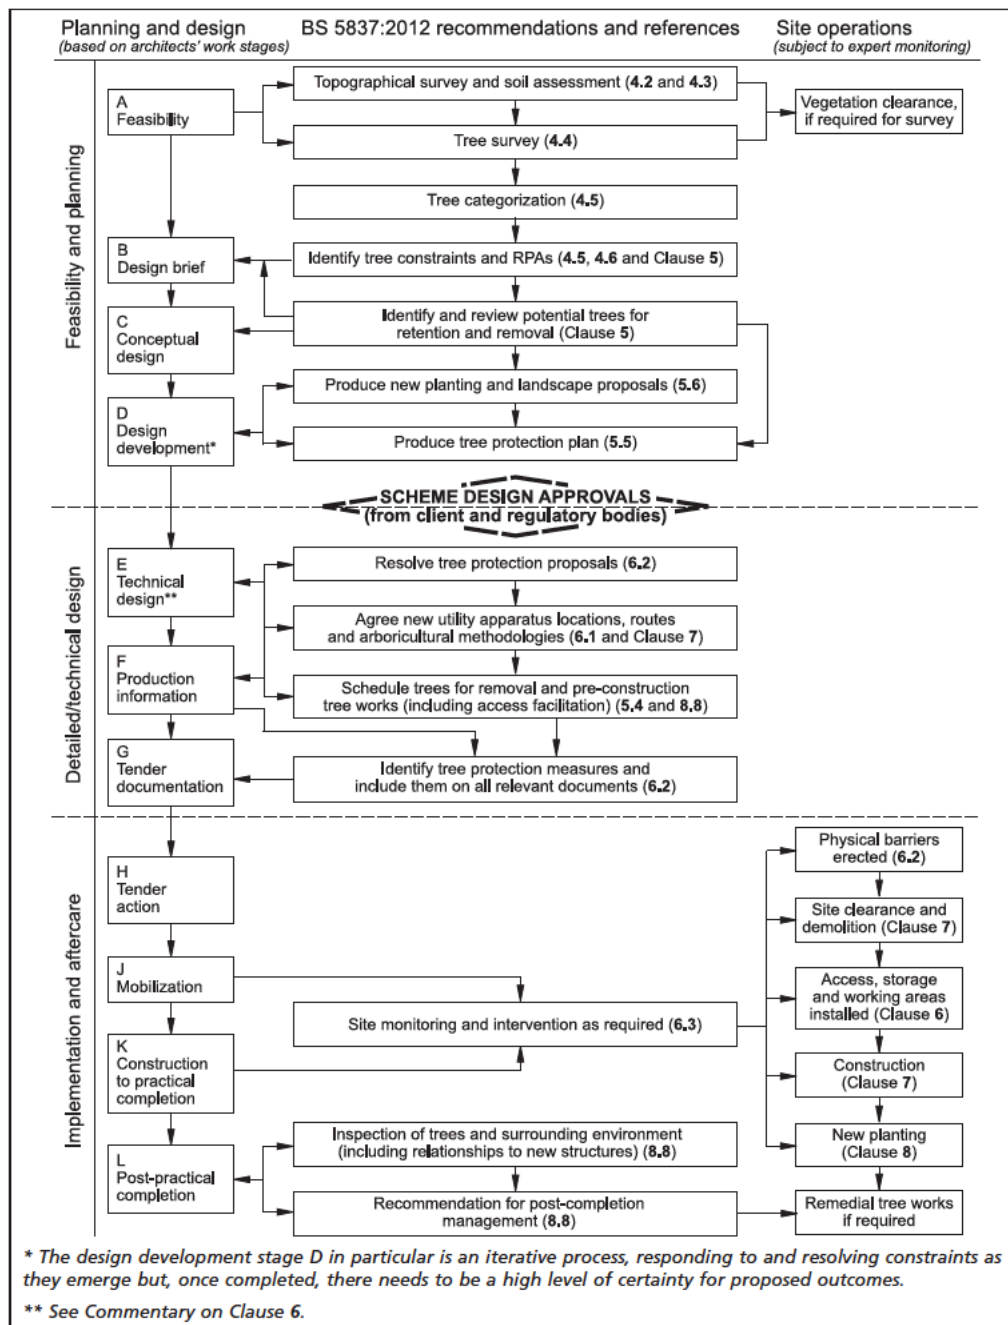 Planning and design
(based on architects' work stages)
BS 5837:2012 recommendations and references
Site operations
(subject to expert monitoring)
Feasibility and planning
A
Feasibility
Topographical survey and soil assessment (4.2 and 4.3)
Vegetation clearance,
if required for survey
Tree survey (4.4)
Tree categorization (4.5)
B
Design brief
Identify tree constraints and RPAs (4.5, 4.6 and Clause 5)
C
Conceptual
design
Identify and review potential trees for
retention and removal (Clause 5)
Produce new planting and landscape proposals (5.6)
D
Design
development*
Produce tree protection plan (5.5)
SCHEME DESIGN APPROVALS
(from client and regulatory bodies)
Detailed/technical design
E
Technical
design**
Resolve tree protection proposals (6.2)
Agree new utility apparatus locations, routes
and arboricultural methodologies (6.1 and Clause 7)
F
Production
information
Schedule trees for removal and pre-construction
tree works (including access facilitation) (5.4 and 8.8)
G
Tender
documentation
Identify tree protection measures and
include them on all relevant documents (6.2)
Implementation and aftercare
H
Tender
action
Physical barriers
erected (6.2)
Site clearance and
demolition (Clause 7)
J
Mobilization
Access, storage
and working areas
installed (Clause 6)
Site monitoring and intervention as required (6.3)
K
Construction
to practical
completion
Construction
(Clause 7)
L
Post-practical
completion
Inspection of trees and surrounding environment
(including relationships to new structures) (8.8)
New planting
(Clause 8)
Recommendation for post-completion
management (8.8)
Remedial tree works
if required
* The design development stage D in particular is an iterative process, responding to and resolving constraints as
they emerge but, once completed, there needs to be a high level of certainty for proposed outcomes.
** See Commentary on Clause 6.